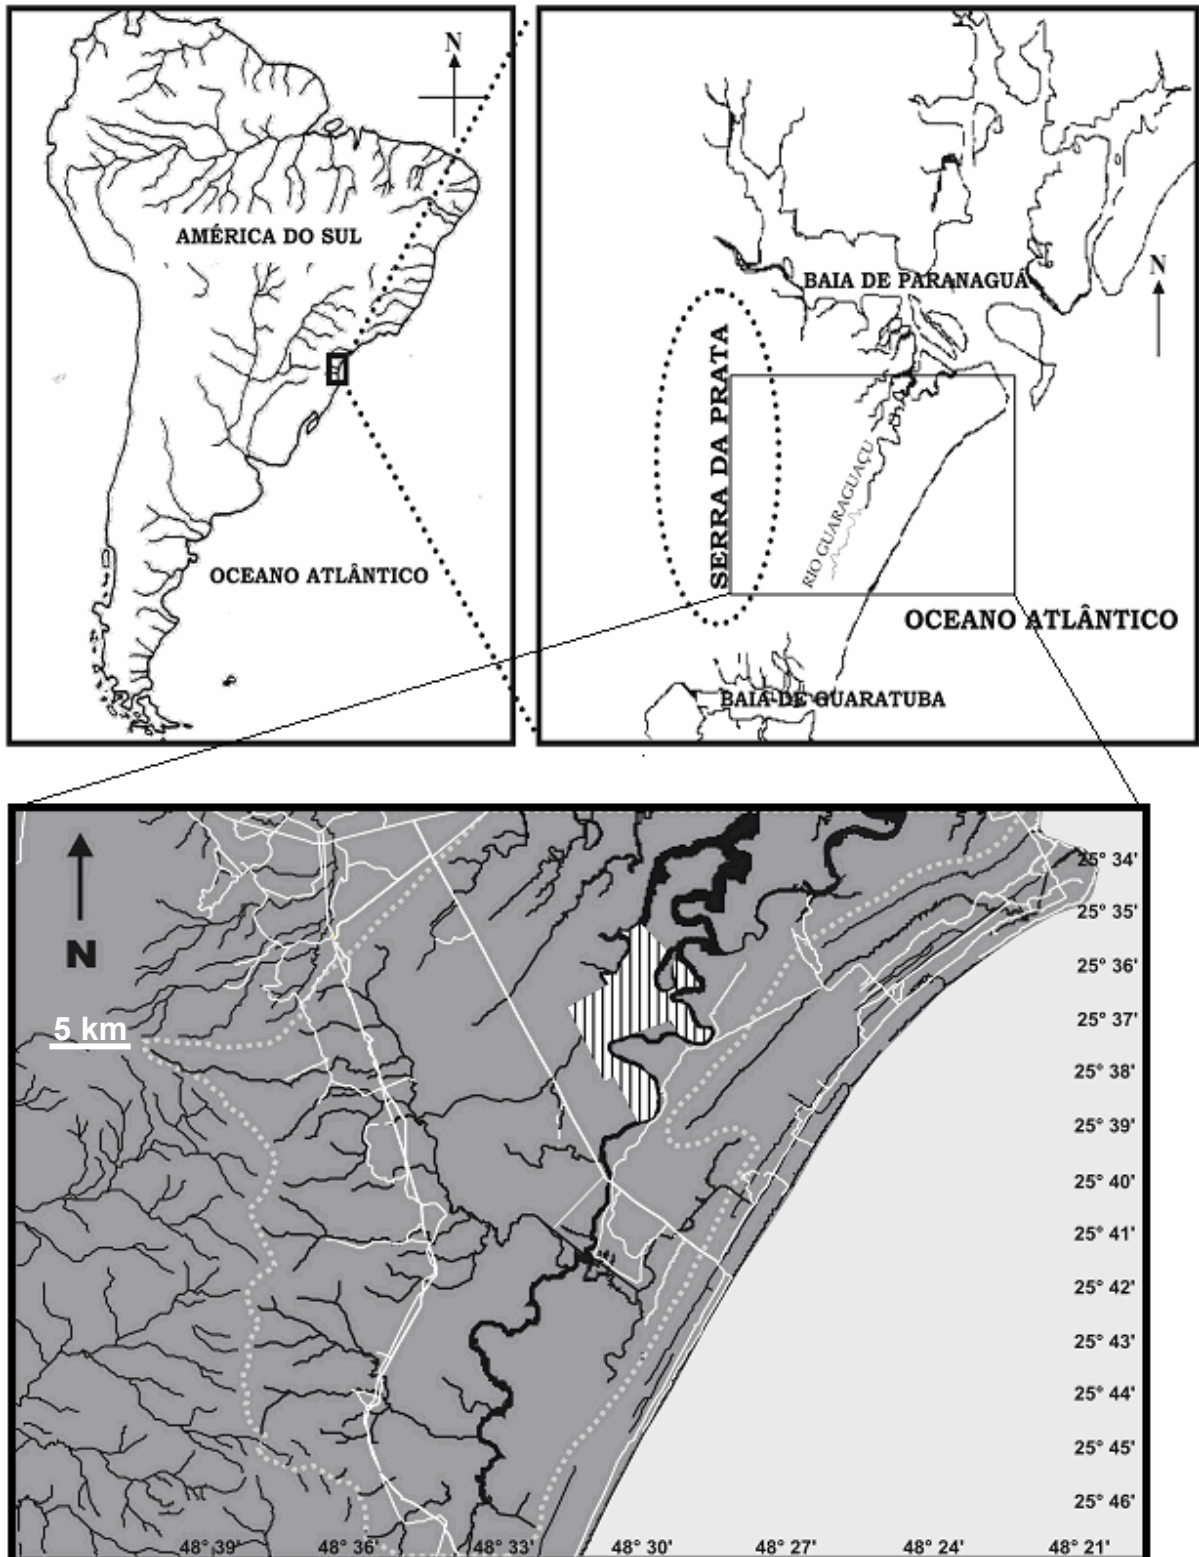 N
AMÉRICA DO SUL
OCEANO ATLÂNTICO
BAIA DE PARANAGUÁ
N
SERRA DA PRATA
RIO GUARAGUAÇU
OCEANO ATLÂNTICO
BAIA DE GUARATUBA
N
5 km
25° 34'
25° 35'
25° 36'
25° 37'
25° 38'
25° 39'
25° 40'
25° 41'
25° 42'
25° 43'
25° 44'
25° 45'
25° 46'
48° 39' 48° 36' 48° 33' 48° 30' 48° 27' 48° 24' 48° 21'